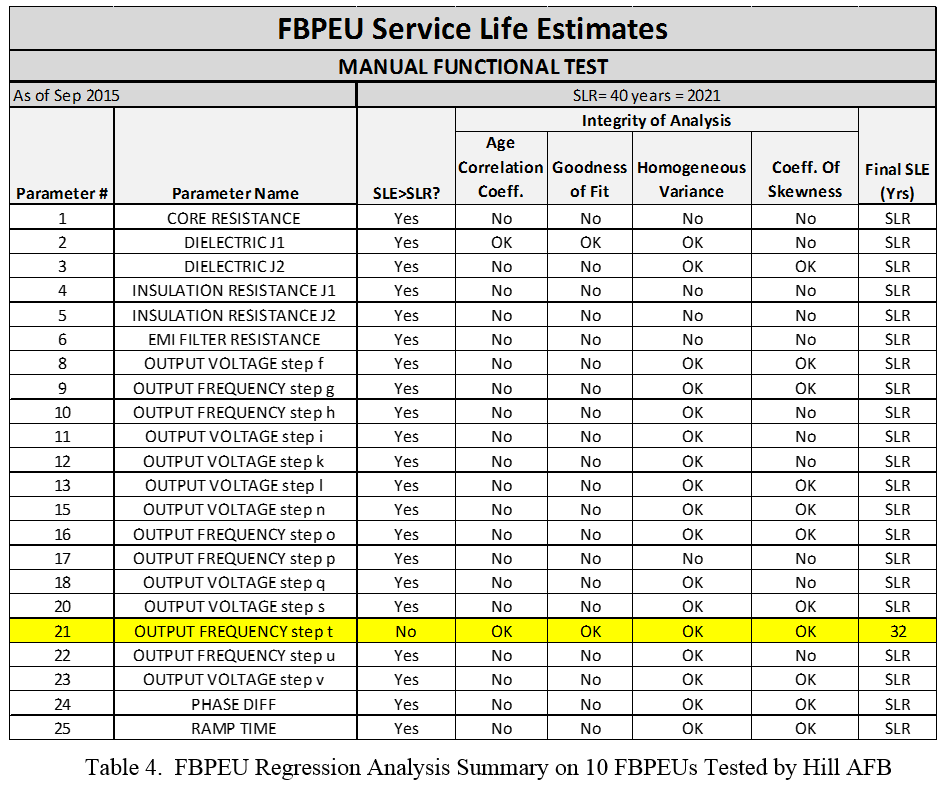 FBPEU Service Life Estimates
MANUAL FUNCTIONAL TEST
As of Sep 2015 SLR= 40 years = 2021
Integrity of Analysis
Parameter # Parameter Name SLE>SLR? Age Correlation Coeff. Goodness of Fit Homogeneous Variance Coeff. Of Skewness Final SLE (Yrs)
1 CORE RESISTANCE Yes No No No No SLR
2 DIELECTRIC J1 Yes OK OK OK No SLR
3 DIELECTRIC J2 Yes No No OK OK SLR
4 INSULATION RESISTANCE J1 Yes No No No No SLR
5 INSULATION RESISTANCE J2 Yes No No No No SLR
6 EMI FILTER RESISTANCE Yes No No No No SLR
8 OUTPUT VOLTAGE step f Yes No No OK OK SLR
9 OUTPUT FREQUENCY step g Yes No No OK OK SLR
10 OUTPUT FREQUENCY step h Yes No No OK No SLR
11 OUTPUT VOLTAGE step i Yes No No OK No SLR
12 OUTPUT VOLTAGE step k Yes No No OK No SLR
13 OUTPUT VOLTAGE step l Yes No No OK OK SLR
15 OUTPUT VOLTAGE step n Yes No No OK OK SLR
16 OUTPUT FREQUENCY step o Yes No No OK OK SLR
17 OUTPUT FREQUENCY step p Yes No No No No SLR
18 OUTPUT VOLTAGE step q Yes No No OK No SLR
20 OUTPUT VOLTAGE step s Yes No No OK OK SLR
21 OUTPUT FREQUENCY step t No OK OK OK OK 32
22 OUTPUT FREQUENCY step u Yes No No OK No SLR
23 OUTPUT VOLTAGE step v Yes No No OK OK SLR
24 PHASE DIFF Yes No No OK OK SLR
25 RAMP TIME Yes No No OK OK SLR
Table 4. FBPEU Regression Analysis Summary on 10 FBPEUs Tested by Hill AFB